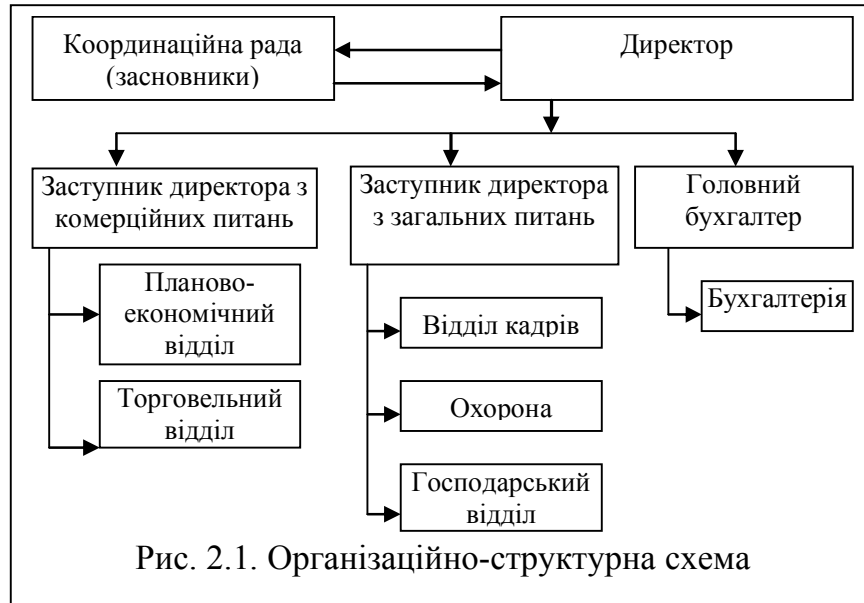 Координаційна рада
(засновники)
Директор
Заступник директора з
комерційних питань
Заступник директора
з загальних питань
Головний
бухгалтер
Планово-
економічний
відділ
Торговельний
відділ
Відділ кадрів
Охорона
Господарський
відділ
Бухгалтерія
Рис. 2.1. Організаційно-структурна схема